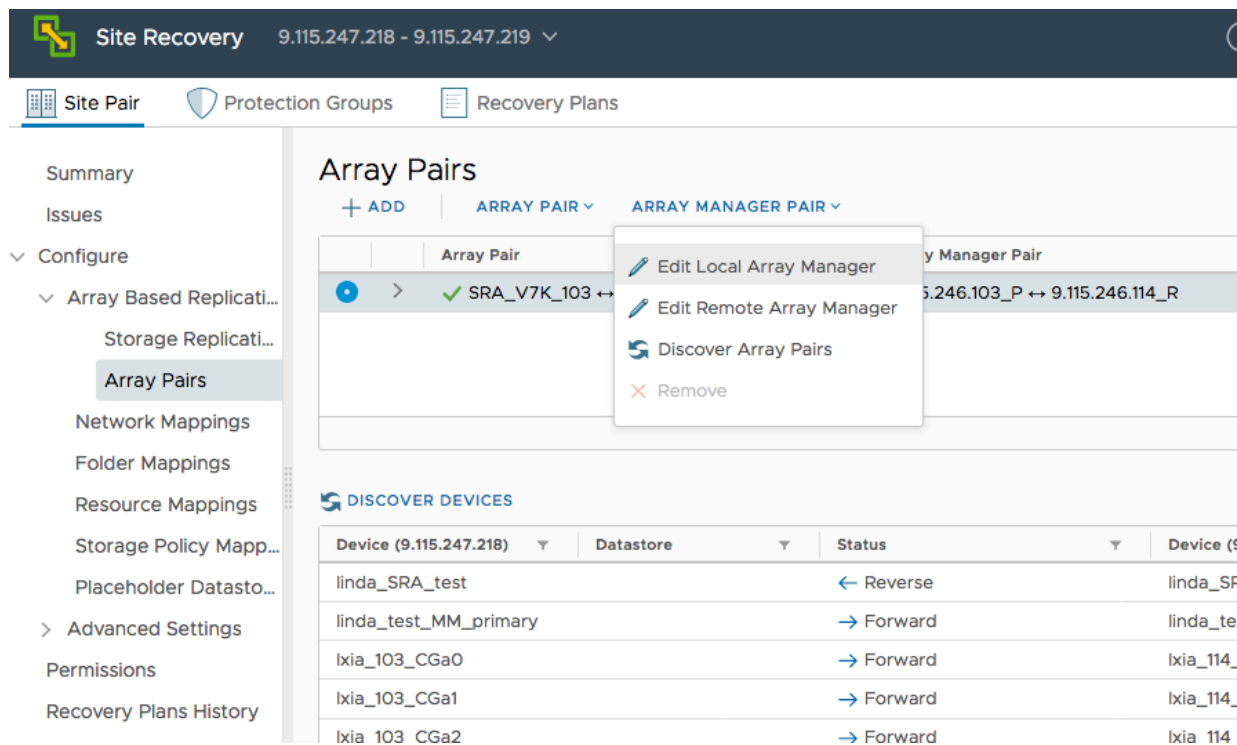 Site Recovery 9.115.247.218 - 9.115.247.219
Site Pair Protection Groups Recovery Plans
Summary
Issues
Configure
Array Based Replicati...
Storage Replicati...
Array Pairs
Network Mappings
Folder Mappings
Resource Mappings
Storage Policy Mapp...
Placeholder Datasto...
Advanced Settings
Permissions
Recovery Plans History
Array Pairs
+ ADD ARRAY PAIR ARRAY MANAGER PAIR
Array Pair y Manager Pair
SRA_V7K_103 ↔ 5.246.103_P ↔ 9.115.246.114_R
Edit Local Array Manager
Edit Remote Array Manager
Discover Array Pairs
Remove
DISCOVER DEVICES
Device (9.115.247.218) Datastore Status Device (9
linda_SRA_test ← Reverse linda_SR
linda_test_MM_primary → Forward linda_te
lxia_103_CGa0 → Forward lxia_114_
lxia_103_CGa1 → Forward lxia_114_
lxia_103_CGa2 → Forward lxia_114